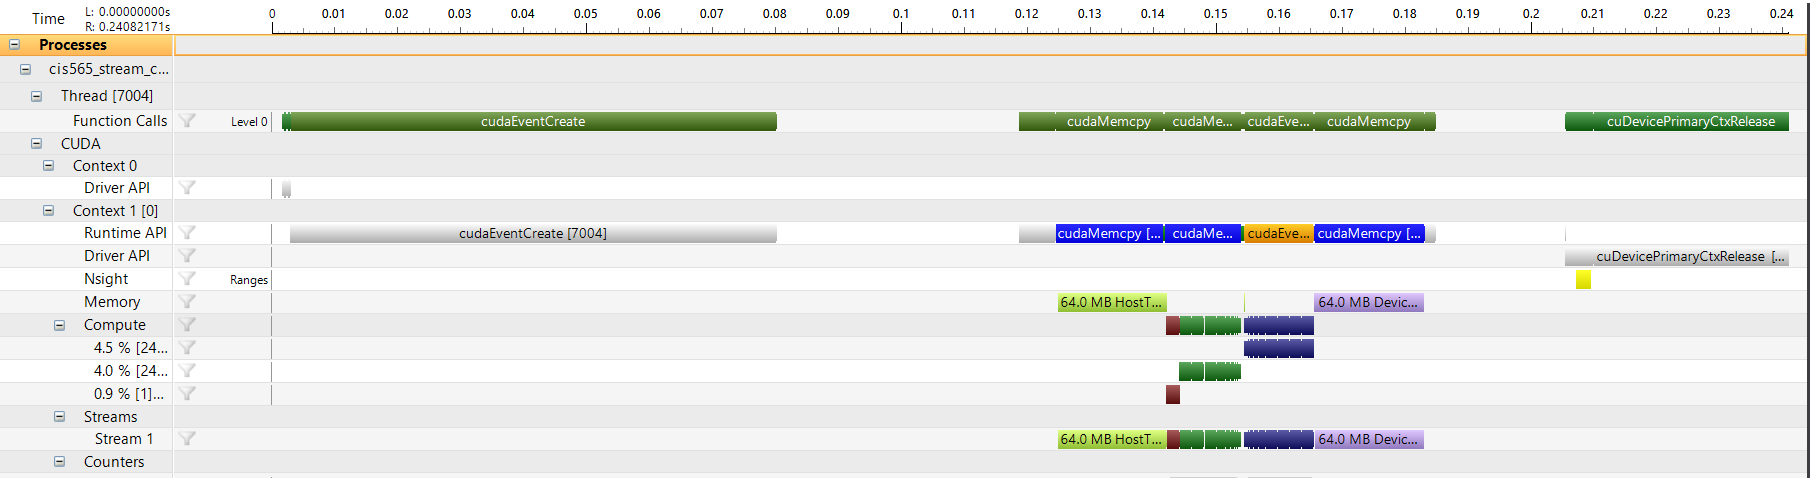 Time L: 0.00000000s R: 0.24082171s 0 0.01 0.02 0.03 0.04 0.05 0.06 0.07 0.08 0.09 0.1 0.11 0.12 0.13 0.14 0.15 0.16 0.17 0.18 0.19 0.2 0.21 0.22 0.23 0.24
Processes
cis565_stream_c...
Thread [7004]
Function Calls Level 0 cudaEventCreate cudaMemcpy cudaMe... cudaEve... cudaMemcpy cuDevicePrimaryCtxRelease
CUDA
Context 0
Driver API
Context 1 [0]
Runtime API cudaEventCreate [7004] cudaMemcpy [... cudaMe... cudaEve... cudaMemcpy [...
Driver API cuDevicePrimaryCtxRelease [...
Nsight Ranges
Memory 64.0 MB HostT... 64.0 MB Devic...
Compute
4.5 % [24...
4.0 % [24...
0.9 % [1]...
Streams
Stream 1 64.0 MB HostT... 64.0 MB Devic...
Counters